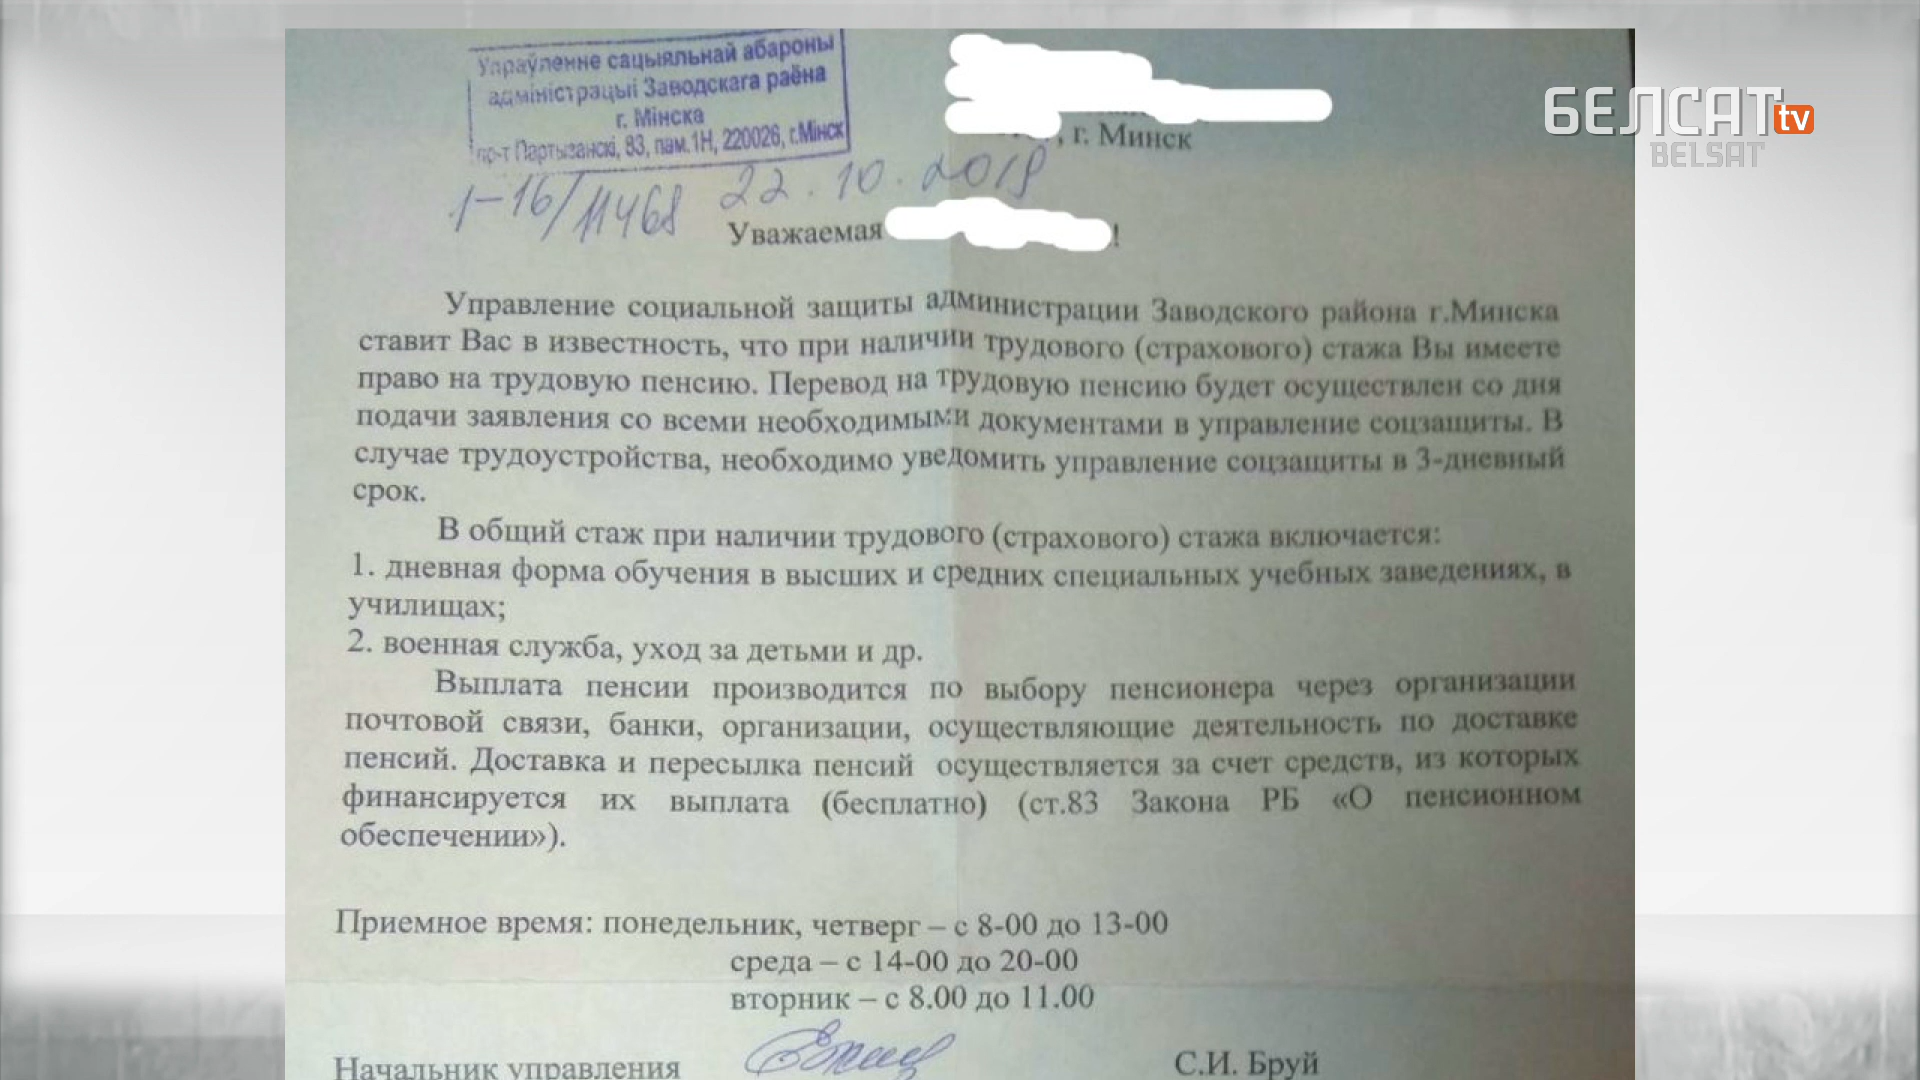 Упраўленне сацыяльнай абароны
адміністрацыі Заводскага раёна
г. Мінска
пр-т Партызанскі, 83, пам.1Н, 220026, г.Мінск
1-16/11468 22.10.2019
, г. Минск
БЕЛСАТ tv
BELSAT
Уважаемая !
Управление социальной защиты администрации Заводского района г.Минска
ставит Вас в известность, что при наличии трудового (страхового) стажа Вы имеете
право на трудовую пенсию. Перевод на трудовую пенсию будет осуществлен со дня
подачи заявления со всеми необходимыми документами в управление соцзащиты. В
случае трудоустройства, необходимо уведомить управление соцзащиты в 3-дневный
срок.
В общий стаж при наличии трудового (страхового) стажа включается:
1. дневная форма обучения в высших и средних специальных учебных заведениях, в
училищах;
2. военная служба, уход за детьми и др.
Выплата пенсии производится по выбору пенсионера через организации
почтовой связи, банки, организации, осуществляющие деятельность по доставке
пенсий. Доставка и пересылка пенсий осуществляется за счет средств, из которых
финансируется их выплата (бесплатно) (ст.83 Закона РБ «О пенсионном
обеспечении»).
Приемное время: понедельник, четверг – с 8-00 до 13-00
среда – с 14-00 до 20-00
вторник – с 8.00 до 11.00
Начальник управления С.И. Бруй